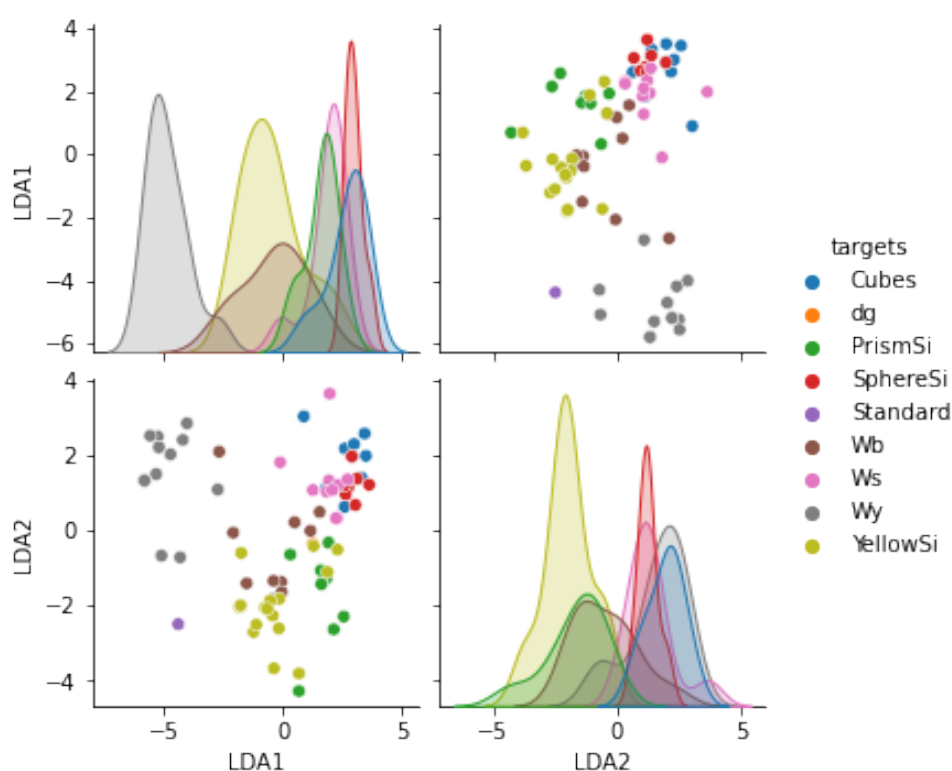 4
2
0
−2
−4
−6
LDA1
4
2
0
−2
−4
LDA2
−5
0
5
LDA1
−5
0
5
LDA2
targets
Cubes
dg
PrismSi
SphereSi
Standard
Wb
Ws
Wy
YellowSi